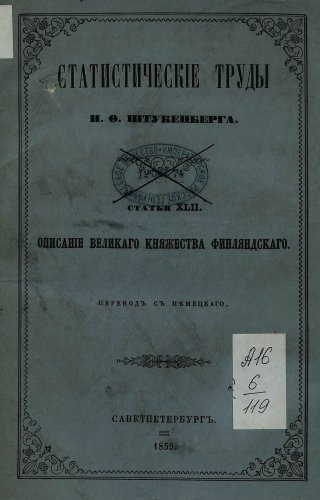 СТАТИСТИЧЕСКІЕ ТРУДЫ
И. Ѳ. ШТУКЕНБЕРГА.
СТАТЬЯ XLII.
ОПИСАНІЕ ВЕЛИКАГО КНЯЖЕСТВА ФИНЛЯНДСКАГО.
ПЕРЕВОДЪ СЪ НѢМЕЦКАГО.
А16
6
119
САНКТПЕТЕРБУРГЪ.
1859.